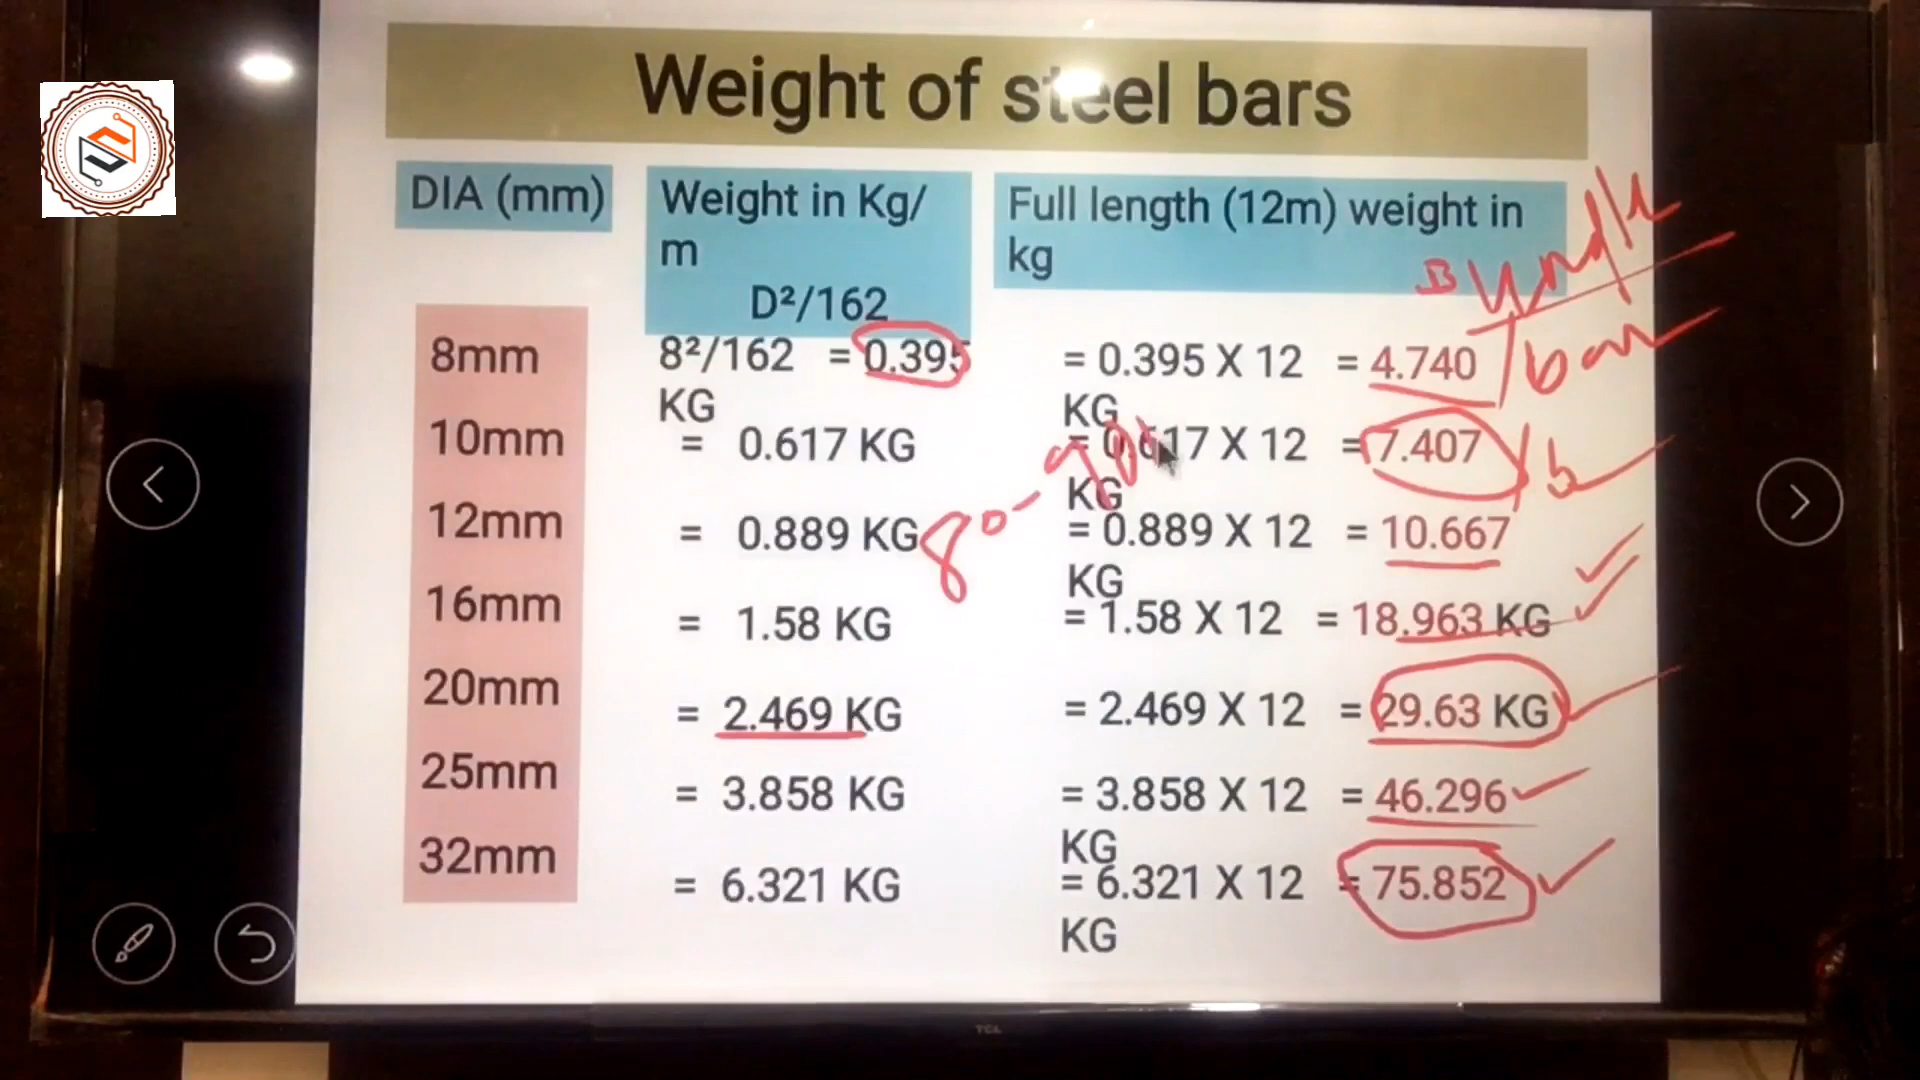 Weight of steel bars
DIA (mm)
Weight in Kg/
m
D²/162
Full length (12m) weight in
kg
Bundle
/bar
8mm
8²/162 = 0.395
KG
= 0.395 X 12 = 4.740
KG
10mm
= 0.617 KG
= 0.617 X 12 = 7.407
/b
KG
12mm
= 0.889 KG
80-90
= 0.889 X 12 = 10.667
KG
16mm
= 1.58 KG
= 1.58 X 12 = 18.963 KG
20mm
= 2.469 KG
= 2.469 X 12 = 29.63 KG
25mm
= 3.858 KG
= 3.858 X 12 = 46.296
KG
32mm
= 6.321 KG
= 6.321 X 12 = 75.852
KG
TCL